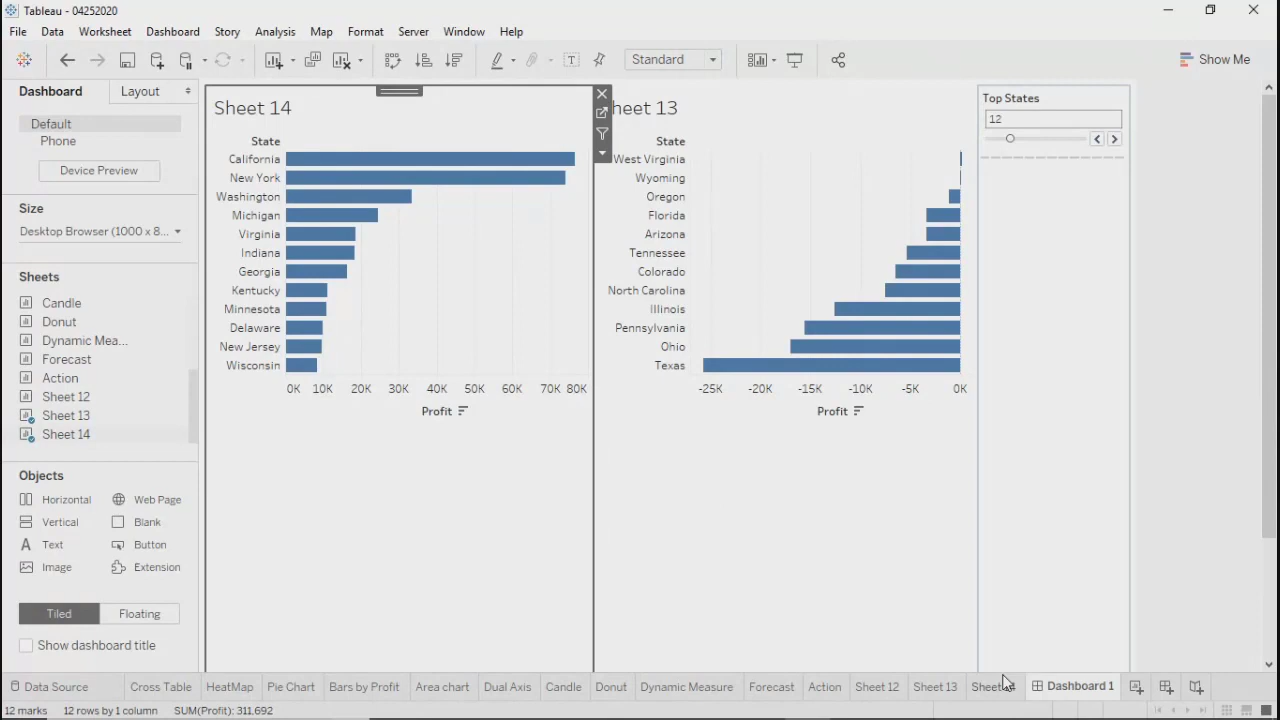 Tableau - 04252020
File Data Worksheet Dashboard Story Analysis Map Format Server Window Help
Standard
Show Me
Dashboard Layout
Default
Phone
Device Preview
Size
Desktop Browser (1000 x 8...
Sheets
Candle
Donut
Dynamic Mea...
Forecast
Action
Sheet 12
Sheet 13
Sheet 14
Objects
Horizontal Web Page
Vertical Blank
Text Button
Image Extension
Tiled Floating
Show dashboard title
Sheet 14
State
California
New York
Washington
Michigan
Virginia
Indiana
Georgia
Kentucky
Minnesota
Delaware
New Jersey
Wisconsin
0K 10K 20K 30K 40K 50K 60K 70K 80K
Profit
heet 13
State
West Virginia
Wyoming
Oregon
Florida
Arizona
Tennessee
Colorado
North Carolina
Illinois
Pennsylvania
Ohio
Texas
-25K -20K -15K -10K -5K 0K
Profit
Top States
12
Data Source Cross Table HeatMap Pie Chart Bars by Profit Area chart Dual Axis Candle Donut Dynamic Measure Forecast Action Sheet 12 Sheet 13 Sheet Dashboard 1
12 marks 12 rows by 1 column SUM(Profit): 311.692